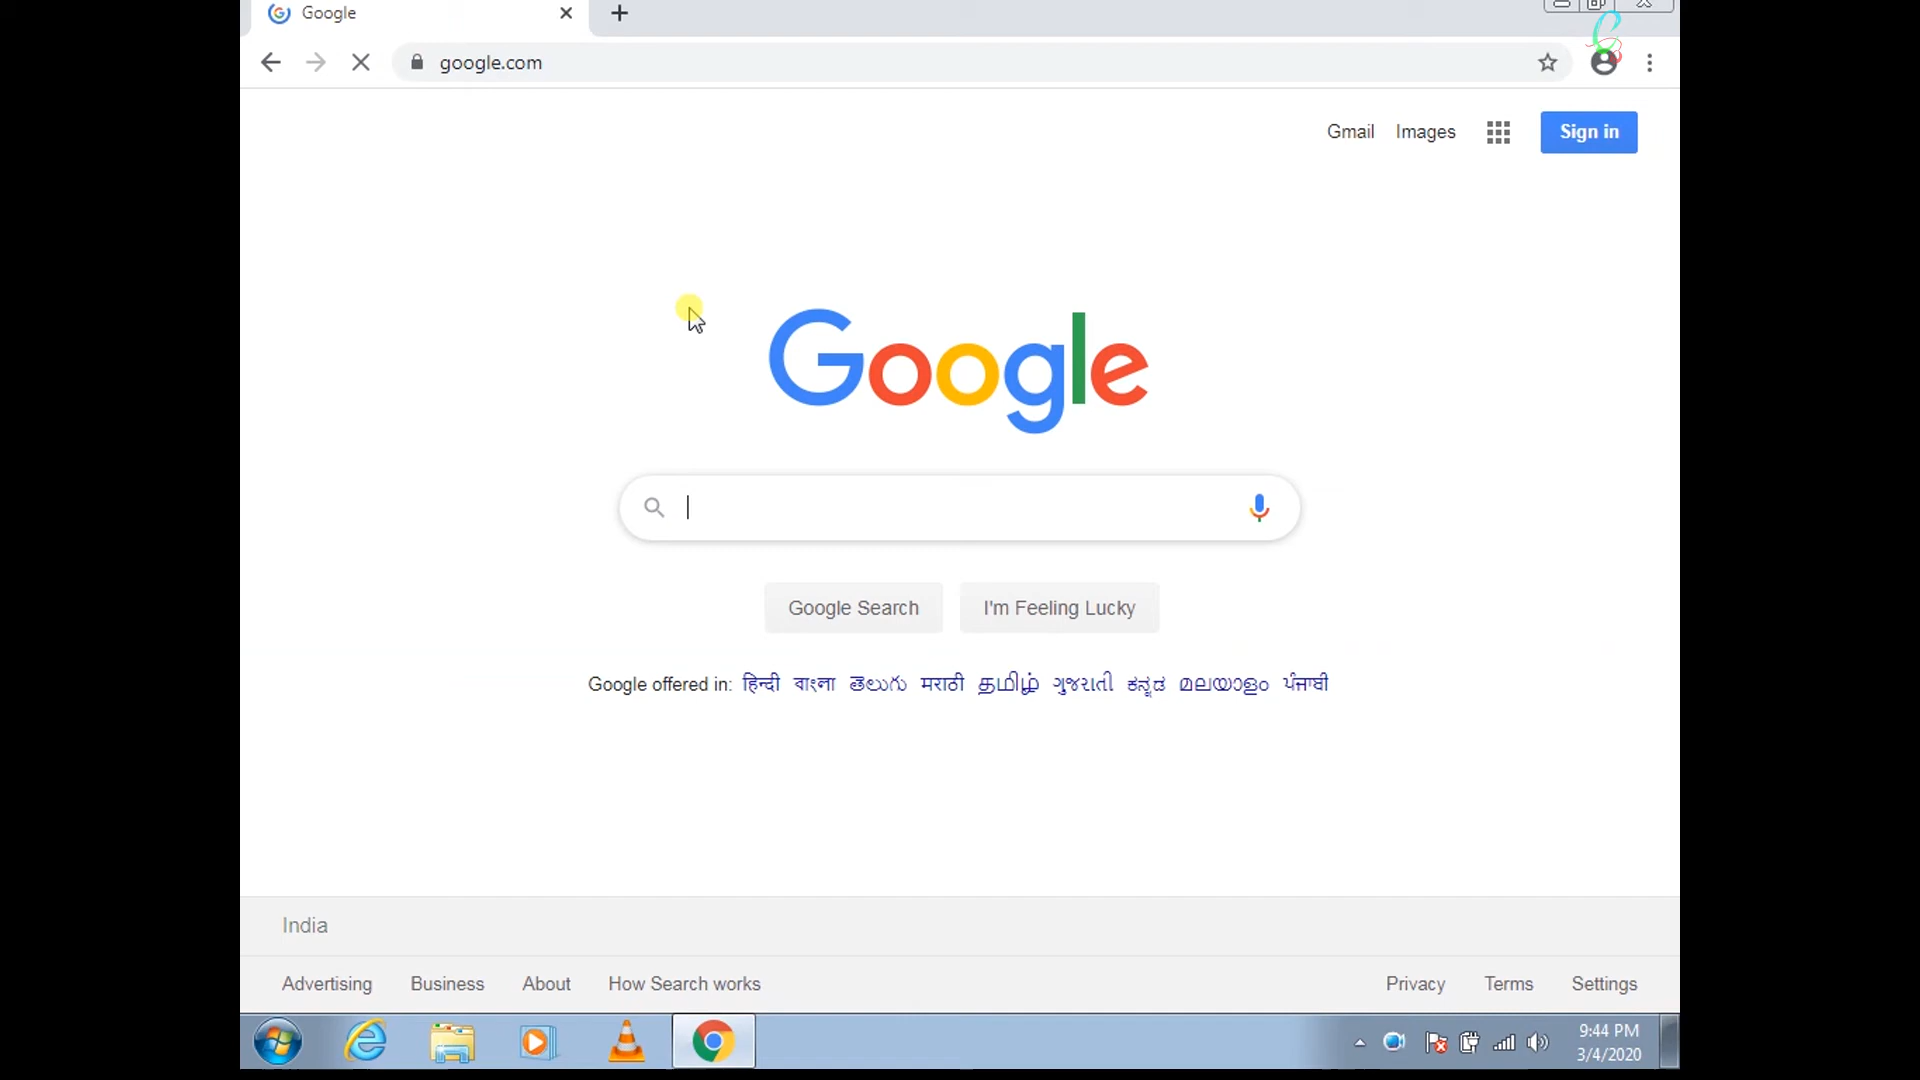 Google
google.com
Gmail Images Sign in
Google
Google Search I'm Feeling Lucky
Google offered in: हिन्दी বাংলা తెలుగు मराठी தமிழ் ગુજરાતી ಕನ್ನಡ മലയാളം ਪੰਜਾਬੀ
India
Advertising Business About How Search works Privacy Terms Settings
9:44 PM
3/4/2020